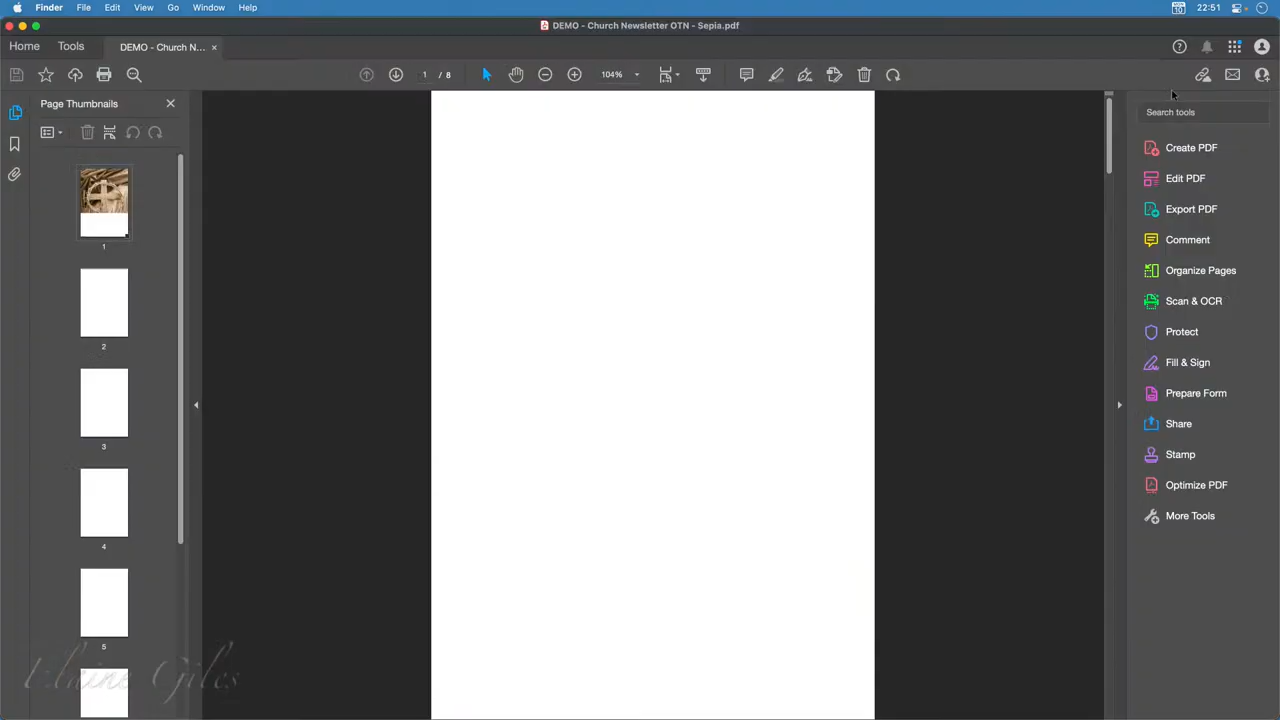 Finder File Edit View Go Window Help 22:51
DEMO - Church Newsletter OTN - Sepia.pdf
Home Tools DEMO - Church N... ×
1 / 8 104%
Page Thumbnails
Search tools
Create PDF
Edit PDF
Export PDF
Comment
Organize Pages
Scan & OCR
Protect
Fill & Sign
Prepare Form
Share
Stamp
Optimize PDF
More Tools
1
2
3
4
5
Elaine Giles